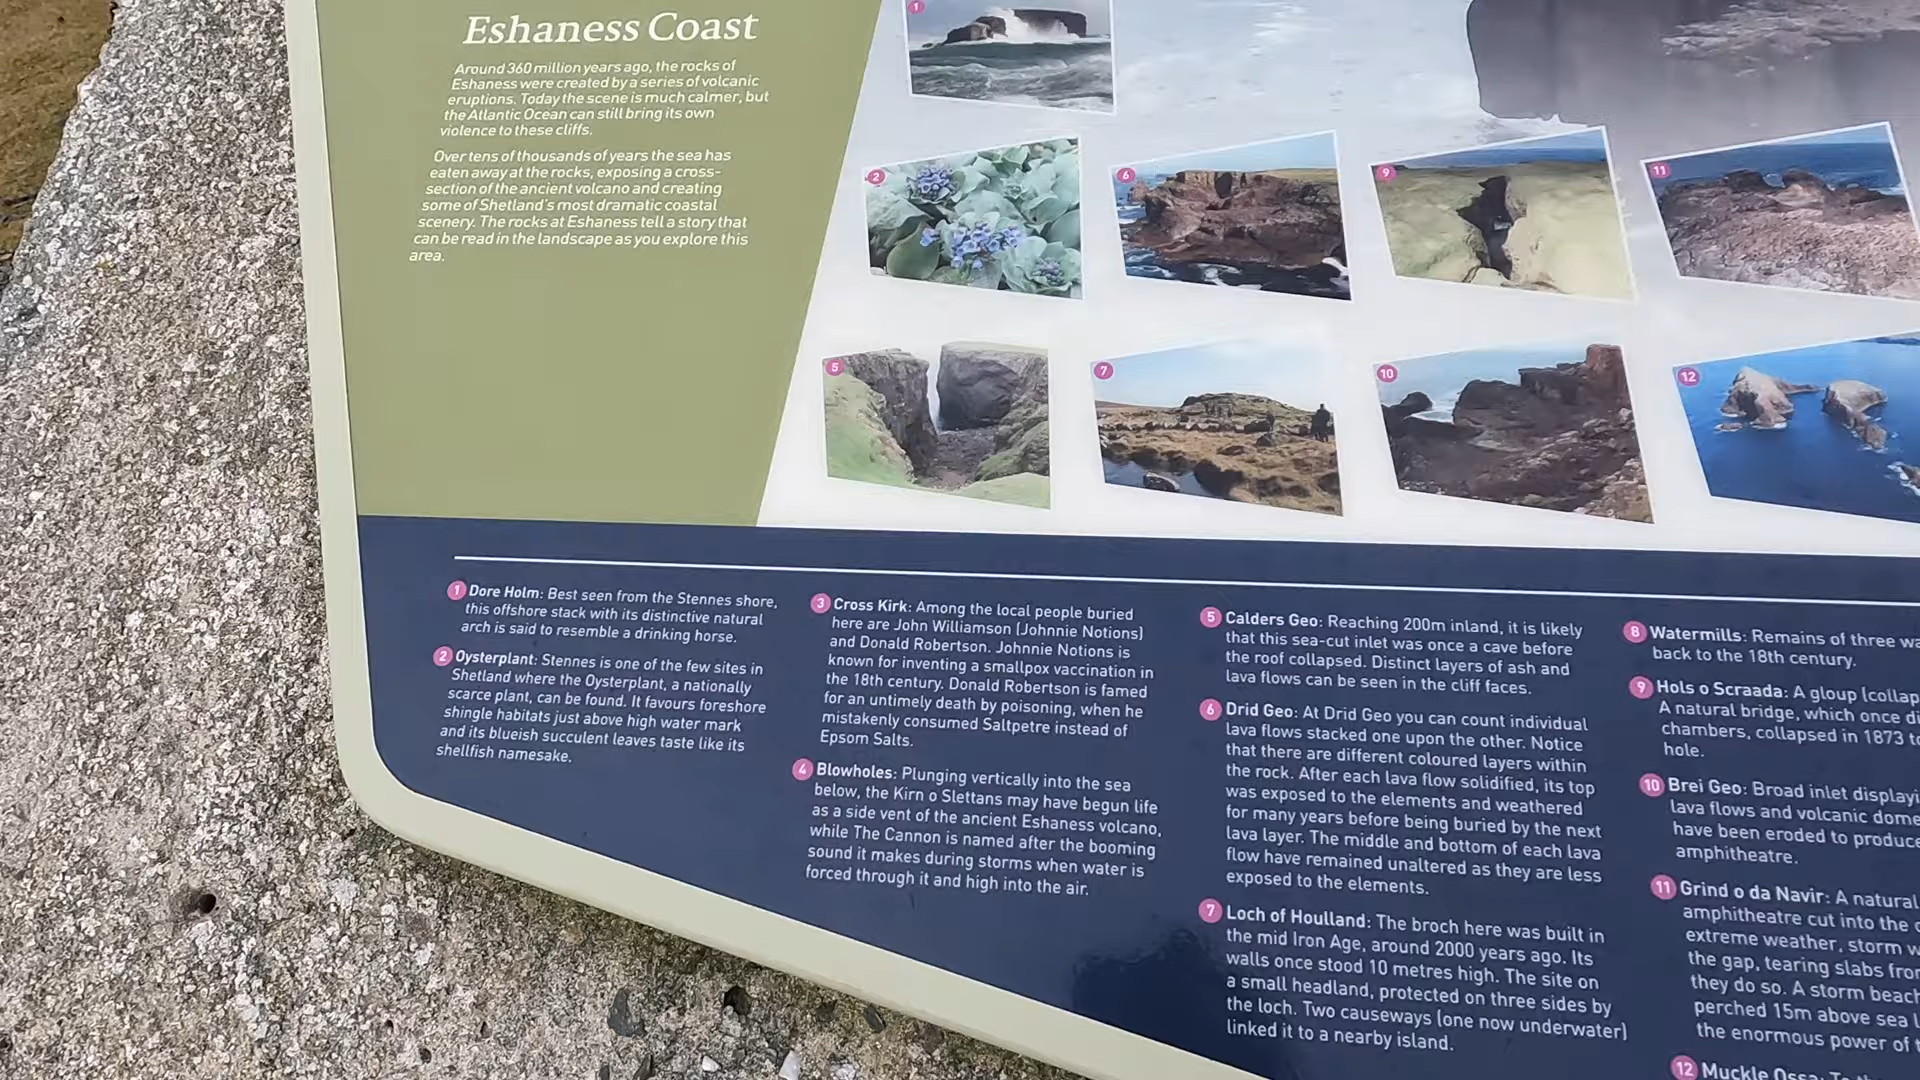 Eshaness Coast
Around 360 million years ago, the rocks of
Eshaness were created by a series of volcanic
eruptions. Today the scene is much calmer, but
the Atlantic Ocean can still bring its own
violence to these cliffs.
Over tens of thousands of years the sea has
eaten away at the rocks, exposing a cross-
section of the ancient volcano and creating
some of Shetland's most dramatic coastal
scenery. The rocks at Eshaness tell a story that
can be read in the landscape as you explore this
area.
1
2
6
9
11
5
7
10
12
1 Dore Holm: Best seen from the Stennes shore,
this offshore stack with its distinctive natural
arch is said to resemble a drinking horse.
2 Oysterplant: Stennes is one of the few sites in
Shetland where the Oysterplant, a nationally
scarce plant, can be found. It favours foreshore
shingle habitats just above high water mark
and its blueish succulent leaves taste like its
shellfish namesake.
3 Cross Kirk: Among the local people buried
here are John Williamson (Johnnie Notions)
and Donald Robertson. Johnnie Notions is
known for inventing a smallpox vaccination in
the 18th century. Donald Robertson is famed
for an untimely death by poisoning, when he
mistakenly consumed Saltpetre instead of
Epsom Salts.
4 Blowholes: Plunging vertically into the sea
below, the Kirn o Slettans may have begun life
as a side vent of the ancient Eshaness volcano,
while The Cannon is named after the booming
sound it makes during storms when water is
forced through it and high into the air.
5 Calders Geo: Reaching 200m inland, it is likely
that this sea-cut inlet was once a cave before
the roof collapsed. Distinct layers of ash and
lava flows can be seen in the cliff faces.
6 Drid Geo: At Drid Geo you can count individual
lava flows stacked one upon the other. Notice
that there are different coloured layers within
the rock. After each lava flow solidified, its top
was exposed to the elements and weathered
for many years before being buried by the next
lava layer. The middle and bottom of each lava
flow have remained unaltered as they are less
exposed to the elements.
7 Loch of Houlland: The broch here was built in
the mid Iron Age, around 2000 years ago. Its
walls once stood 10 metres high. The site on
a small headland, protected on three sides by
the loch. Two causeways (one now underwater)
linked it to a nearby island.
8 Watermills: Remains of three wa
back to the 18th century.
9 Hols o Scraada: A gloup (collap
A natural bridge, which once di
chambers, collapsed in 1873 to
hole.
10 Brei Geo: Broad inlet displayi
lava flows and volcanic dome
have been eroded to produce
amphitheatre.
11 Grind o da Navir: A natural
amphitheatre cut into the
extreme weather, storm w
the gap, tearing slabs from
they do so. A storm beach
perched 15m above sea l
the enormous power of t
12 Muckle Ossa: